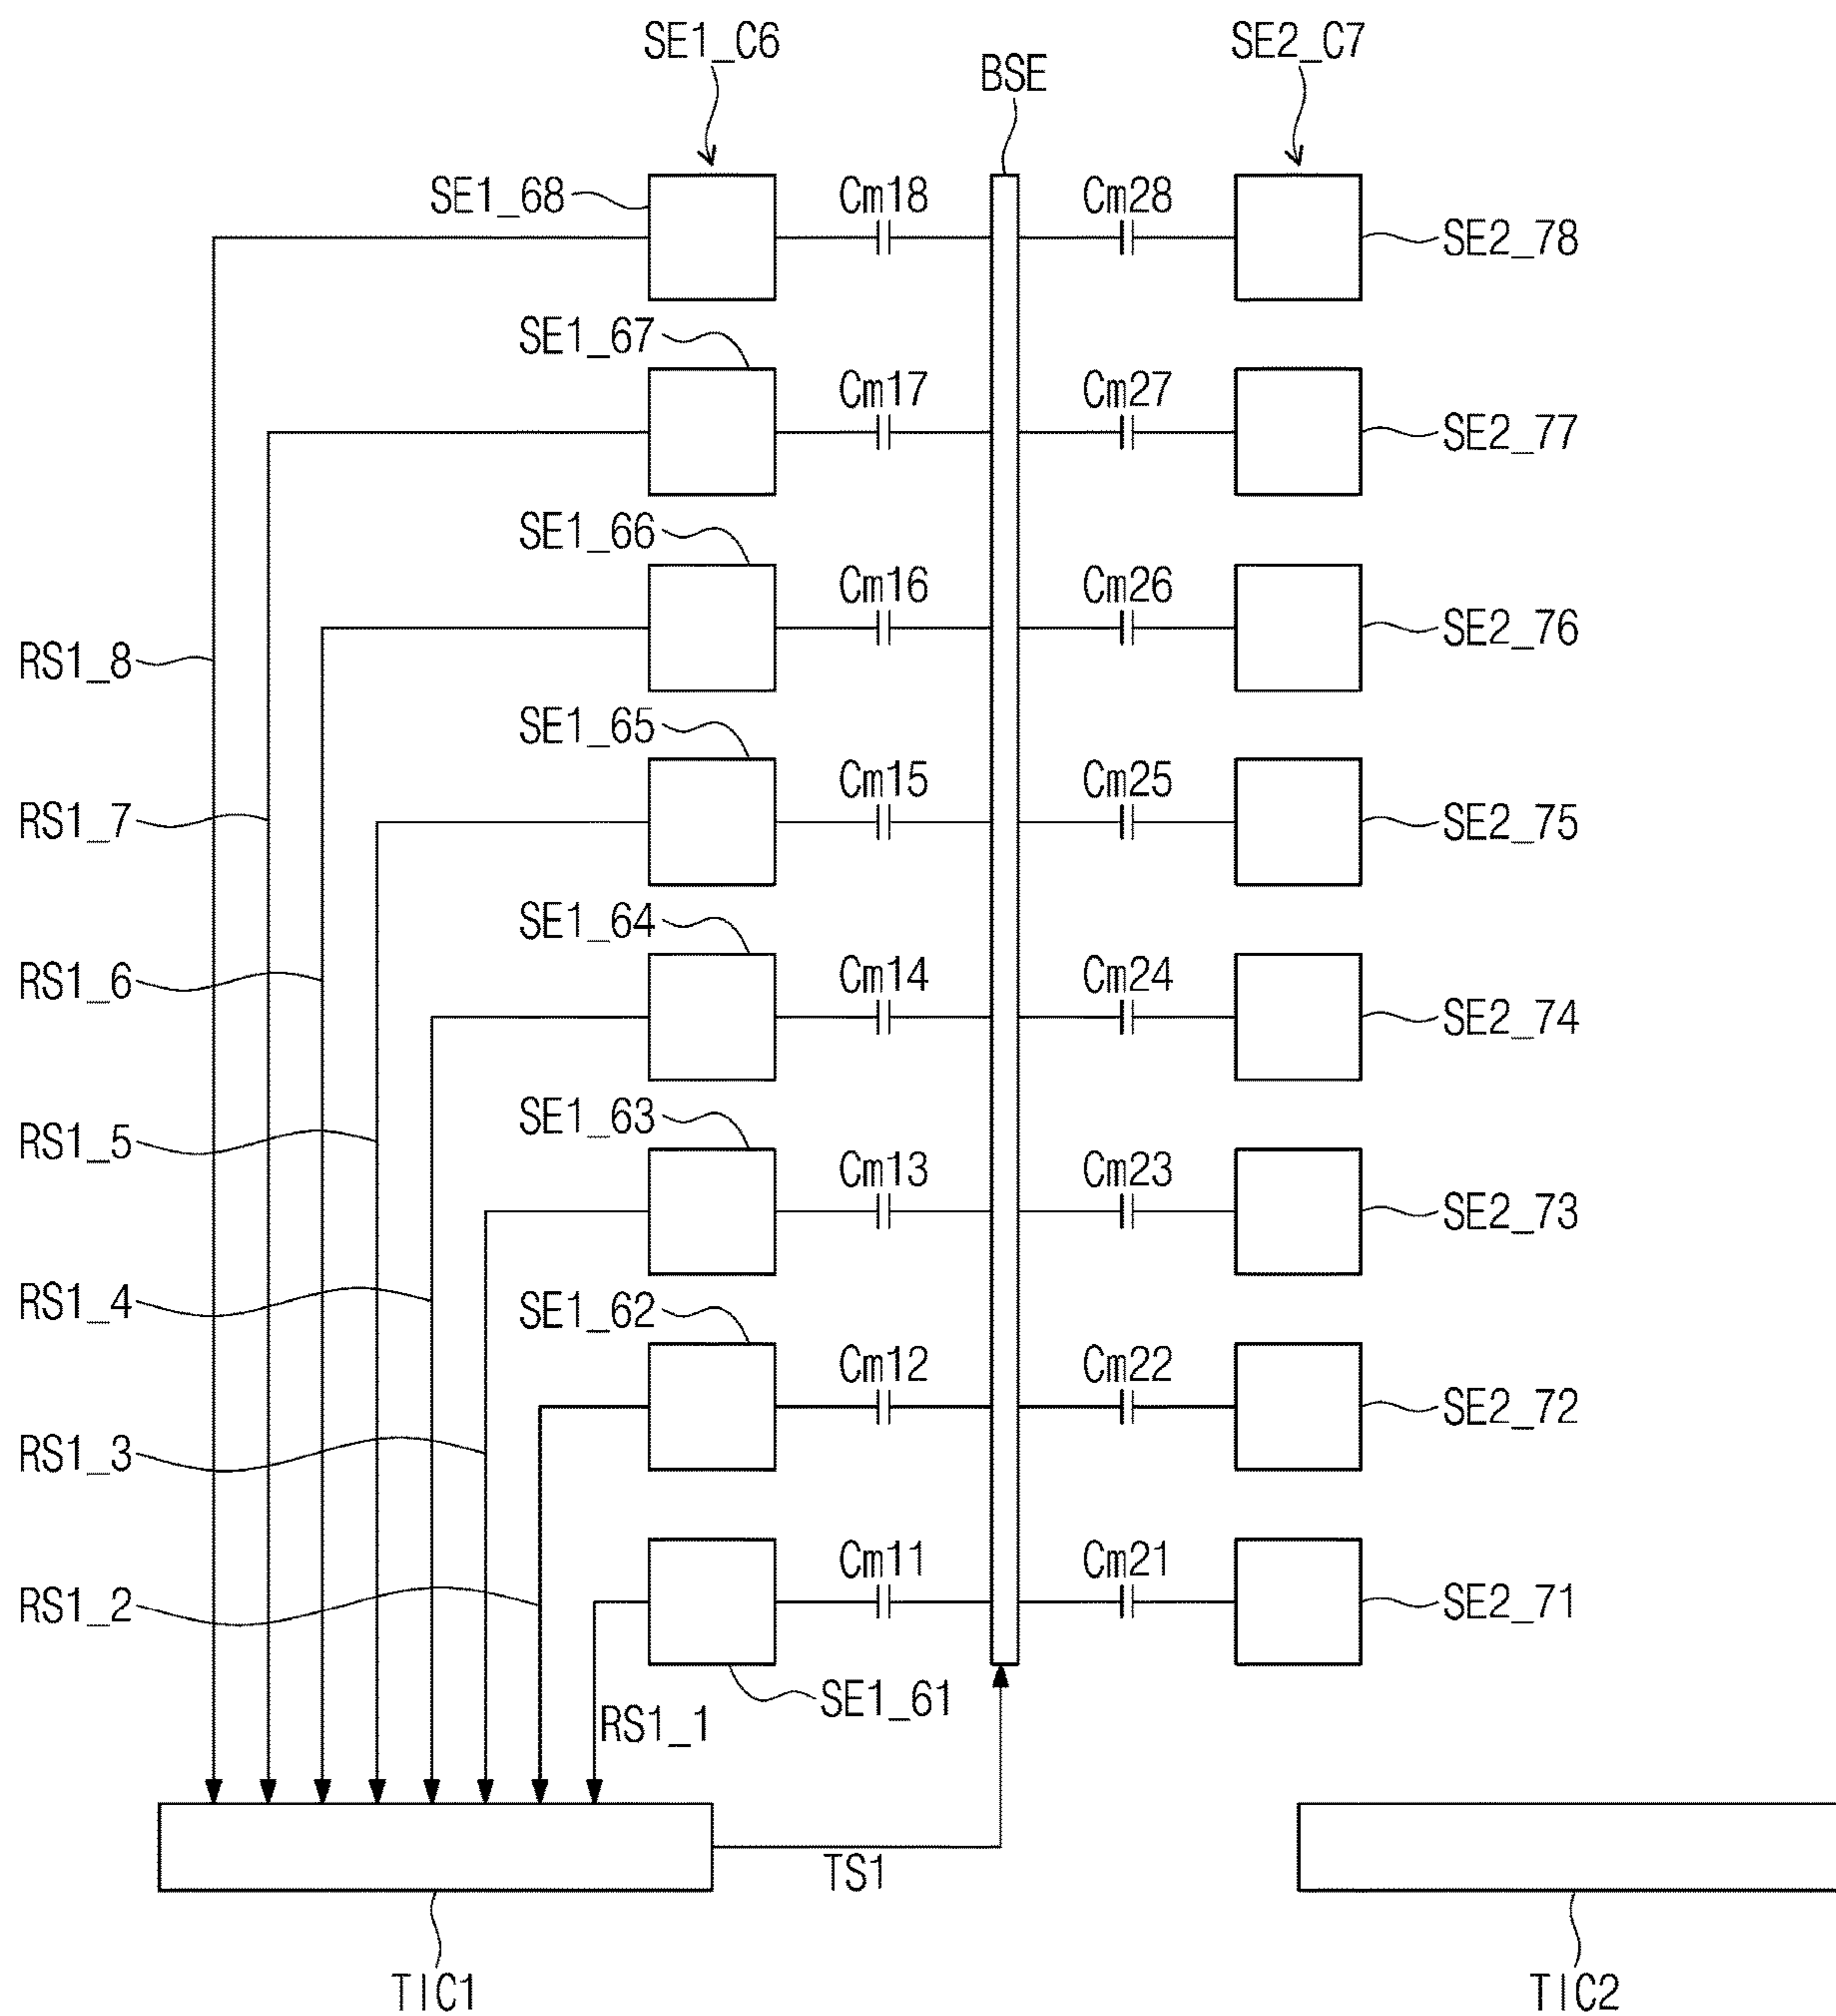 SE1_C6
BSE
SE2_C7
SE1_68
Cm18
Cm28
SE2_78
SE1_67
Cm17
Cm27
SE2_77
SE1_66
Cm16
Cm26
SE2_76
RS1_8
SE1_65
Cm15
Cm25
SE2_75
RS1_7
SE1_64
Cm14
Cm24
SE2_74
RS1_6
SE1_63
Cm13
Cm23
SE2_73
RS1_5
SE1_62
Cm12
Cm22
SE2_72
RS1_4
RS1_3
Cm11
Cm21
SE2_71
RS1_2
SE1_61
RS1_1
TS1
TIC1
TIC2